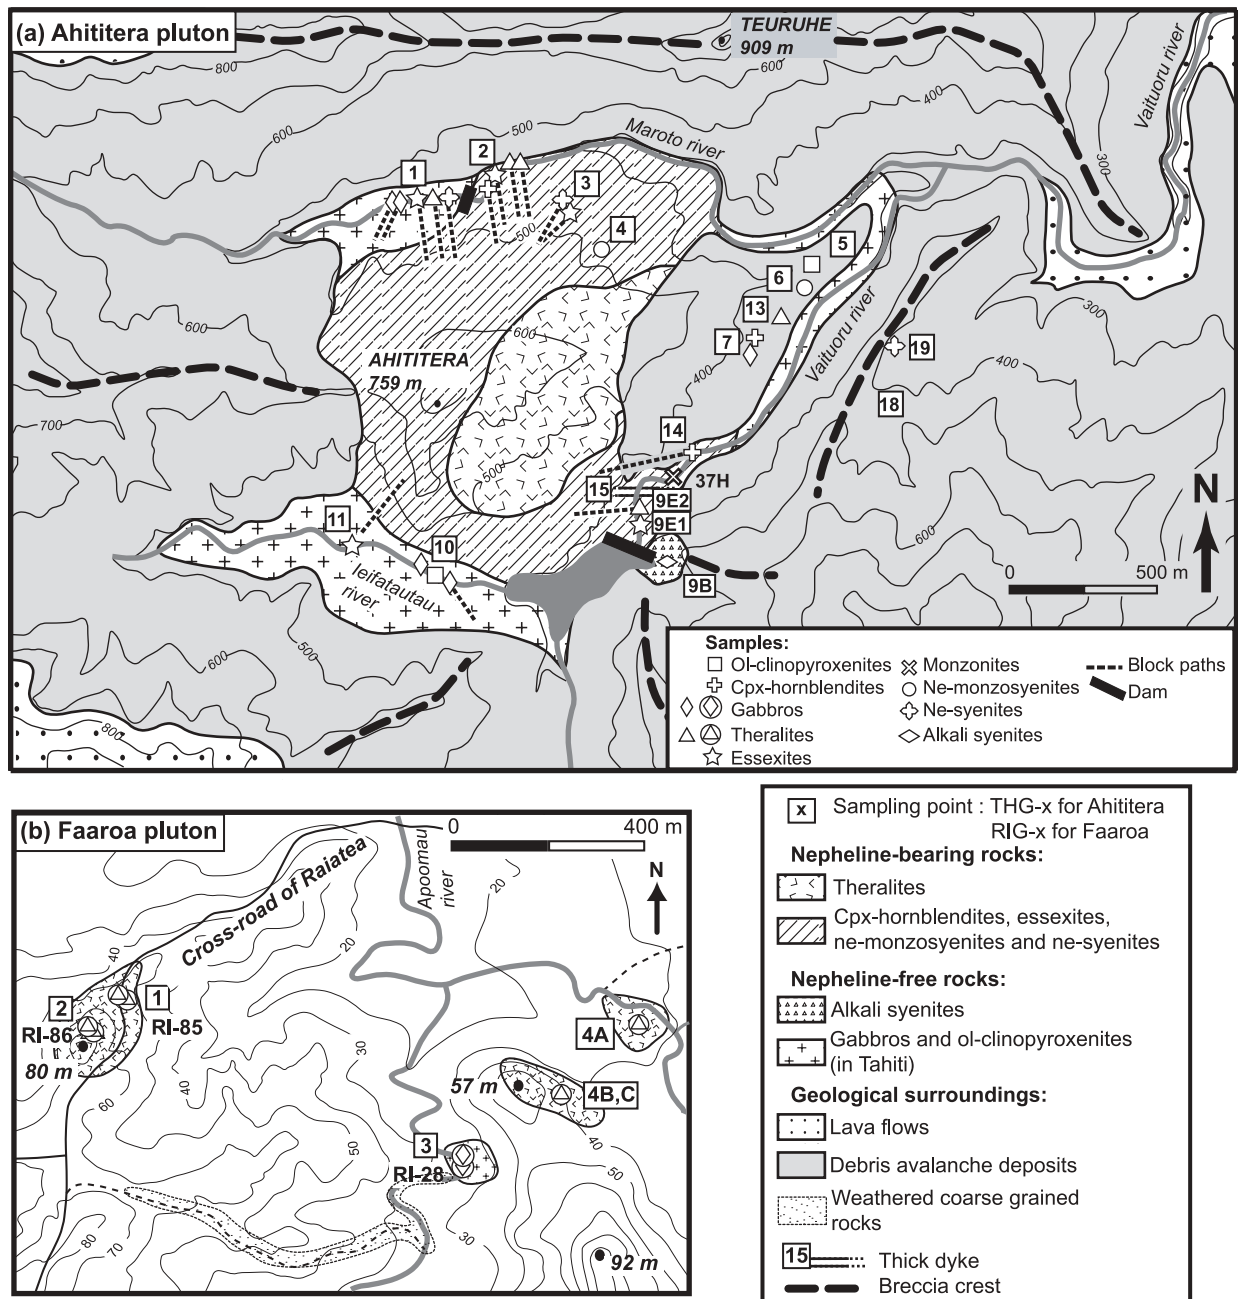 (a) Ahititera pluton
TEURUHE
909 m
800
600
500
400
300
Maroto river
Vaituoru river
1
2
3
4
5
6
13
7
14
19
18
600
500
600
400
300
400
AHITITERA
759 m
Vaituoru river
700
500
37H
15
9E2
9E1
9B
11
10
Ieifatautau
river
600
500
600
800
N
0 500 m
Samples:
Ol-clinopyroxenites
Cpx-hornblendites
Gabbros
Theralites
Essexites
Monzonites
Ne-monzosyenites
Ne-syenites
Alkali syenites
Block paths
Dam
(b) Faaroa pluton
0 400 m
N
Cross-road of Raiatea
Apoomau
river
20
20
40
30
40
60
50
40
50
30
80
70
1
2
RI-86
RI-85
80 m
4A
57 m
4B,C
3
RI-28
92 m
x Sampling point : THG-x for Ahititera
RIG-x for Faaroa
Nepheline-bearing rocks:
Theralites
Cpx-hornblendites, essexites,
ne-monzosyenites and ne-syenites
Nepheline-free rocks:
Alkali syenites
Gabbros and ol-clinopyroxenites
(in Tahiti)
Geological surroundings:
Lava flows
Debris avalanche deposits
Weathered coarse grained
rocks
15 Thick dyke
Breccia crest